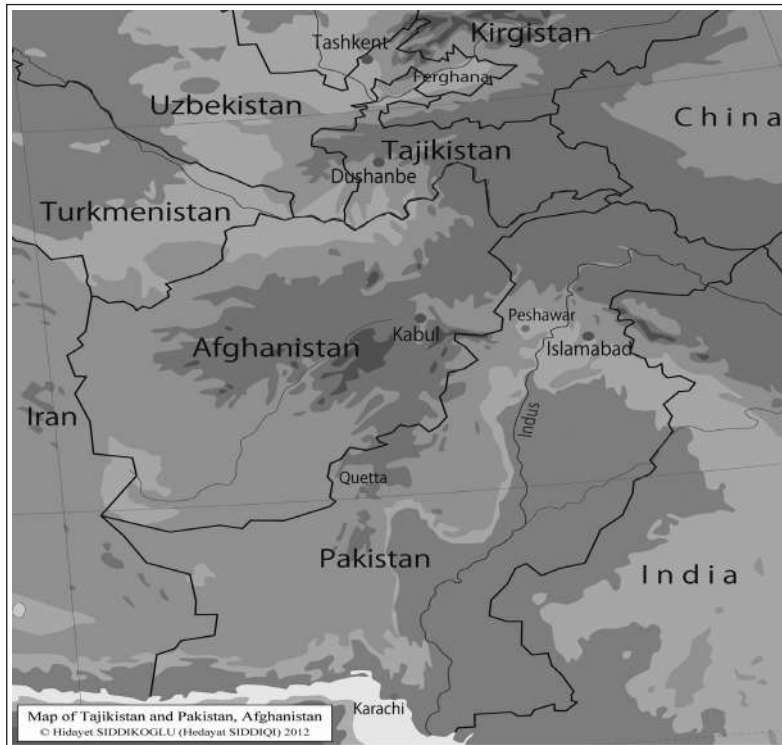 Tashkent
Kirgistan
Ferghana
Uzbekistan
China
Tajikistan
Dushanbe
Turkmenistan
Peshawar
Kabul
Afghanistan
Islamabad
Iran
Indus
Quetta
Pakistan
India
Karachi
Map of Tajikistan and Pakistan, Afghanistan
© Hidayet SIDDIKOGLU (Hedayat SIDDIQI) 2012